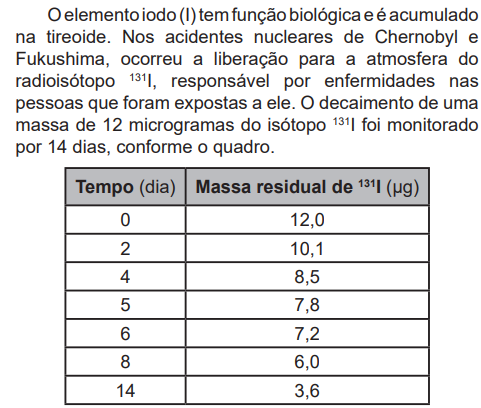 O elemento iodo (I) tem função biológica e é acumulado
na tireoide. Nos acidentes nucleares de Chernobyl e
Fukushima, ocorreu a liberação para a atmosfera do
radioisótopo ¹³¹I, responsável por enfermidades nas
pessoas que foram expostas a ele. O decaimento de uma
massa de 12 microgramas do isótopo ¹³¹I foi monitorado
por 14 dias, conforme o quadro.
Tempo (dia) Massa residual de ¹³¹I (µg)
0 12,0
2 10,1
4 8,5
5 7,8
6 7,2
8 6,0
14 3,6